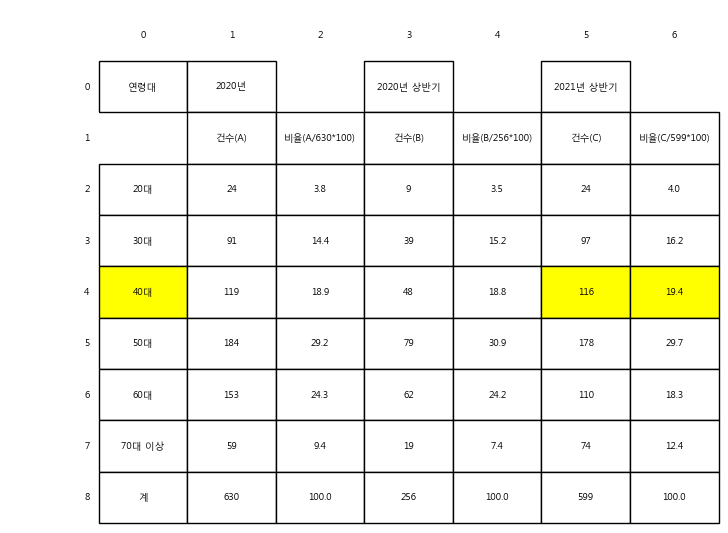 0 1 2 3 4 5 6
0 연령대 2020년 2020년 상반기 2021년 상반기
1 건수(A) 비율(A/630*100) 건수(B) 비율(B/256*100) 건수(C) 비율(C/599*100)
2 20대 24 3.8 9 3.5 24 4.0
3 30대 91 14.4 39 15.2 97 16.2
4 40대 119 18.9 48 18.8 116 19.4
5 50대 184 29.2 79 30.9 178 29.7
6 60대 153 24.3 62 24.2 110 18.3
7 70대 이상 59 9.4 19 7.4 74 12.4
8 계 630 100.0 256 100.0 599 100.0